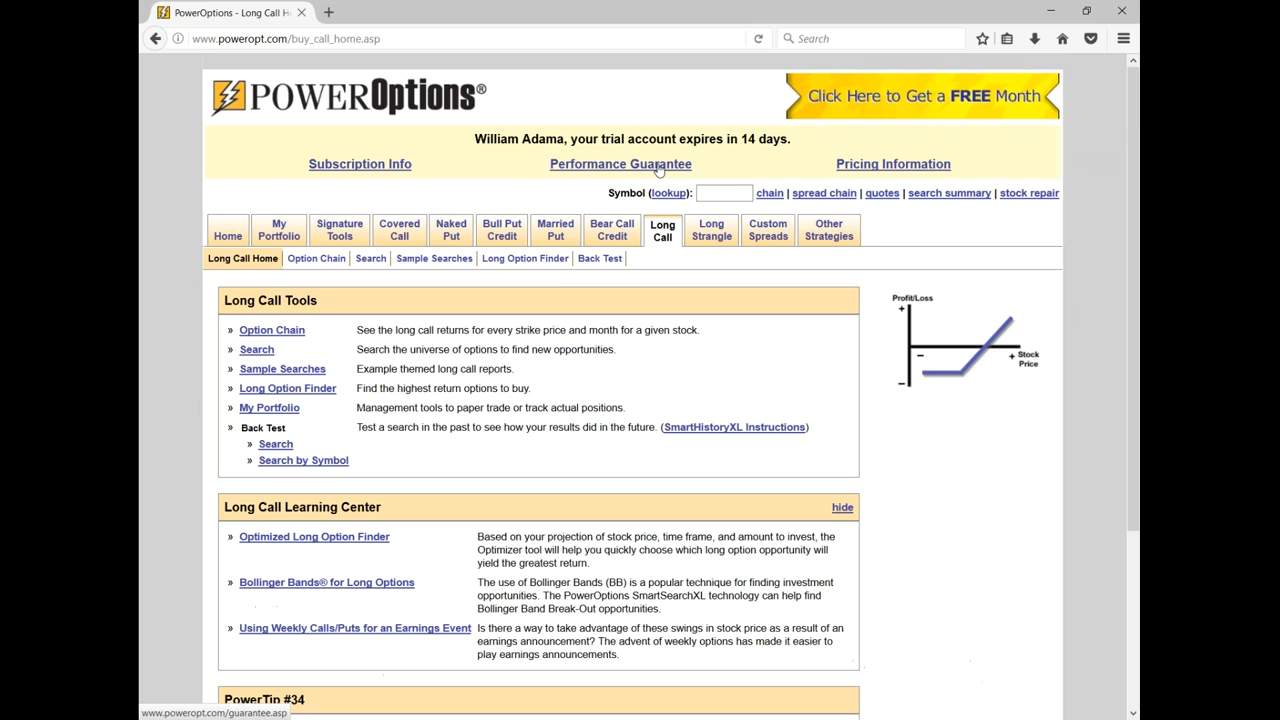 PowerOptions - Long Call H
www.poweropt.com/buy_call_home.asp
Search
POWEROptions®
Click Here to Get a FREE Month
William Adama, your trial account expires in 14 days.
Subscription Info
Performance Guarantee
Pricing Information
Symbol (lookup): chain | spread chain | quotes | search summary | stock repair
Home
My Portfolio
Signature Tools
Covered Call
Naked Put
Bull Put Credit
Married Put
Bear Call Credit
Long Call
Long Strangle
Custom Spreads
Other Strategies
Long Call Home | Option Chain | Search | Sample Searches | Long Option Finder | Back Test
Long Call Tools
» Option Chain See the long call returns for every strike price and month for a given stock.
» Search Search the universe of options to find new opportunities.
» Sample Searches Example themed long call reports.
» Long Option Finder Find the highest return options to buy.
» My Portfolio Management tools to paper trade or track actual positions.
» Back Test Test a search in the past to see how your results did in the future. (SmartHistoryXL Instructions)
» Search
» Search by Symbol
Profit/Loss
+
−
+ Stock
Price
−
Long Call Learning Center hide
» Optimized Long Option Finder Based on your projection of stock price, time frame, and amount to invest, the
Optimizer tool will help you quickly choose which long option opportunity will
yield the greatest return.
» Bollinger Bands® for Long Options The use of Bollinger Bands (BB) is a popular technique for finding investment
opportunities. The PowerOptions SmartSearchXL technology can help find
Bollinger Band Break-Out opportunities.
» Using Weekly Calls/Puts for an Earnings Event Is there a way to take advantage of these swings in stock price as a result of an
earnings announcement? The advent of weekly options has made it easier to
play earnings announcements.
PowerTip #34
www.poweropt.com/guarantee.asp